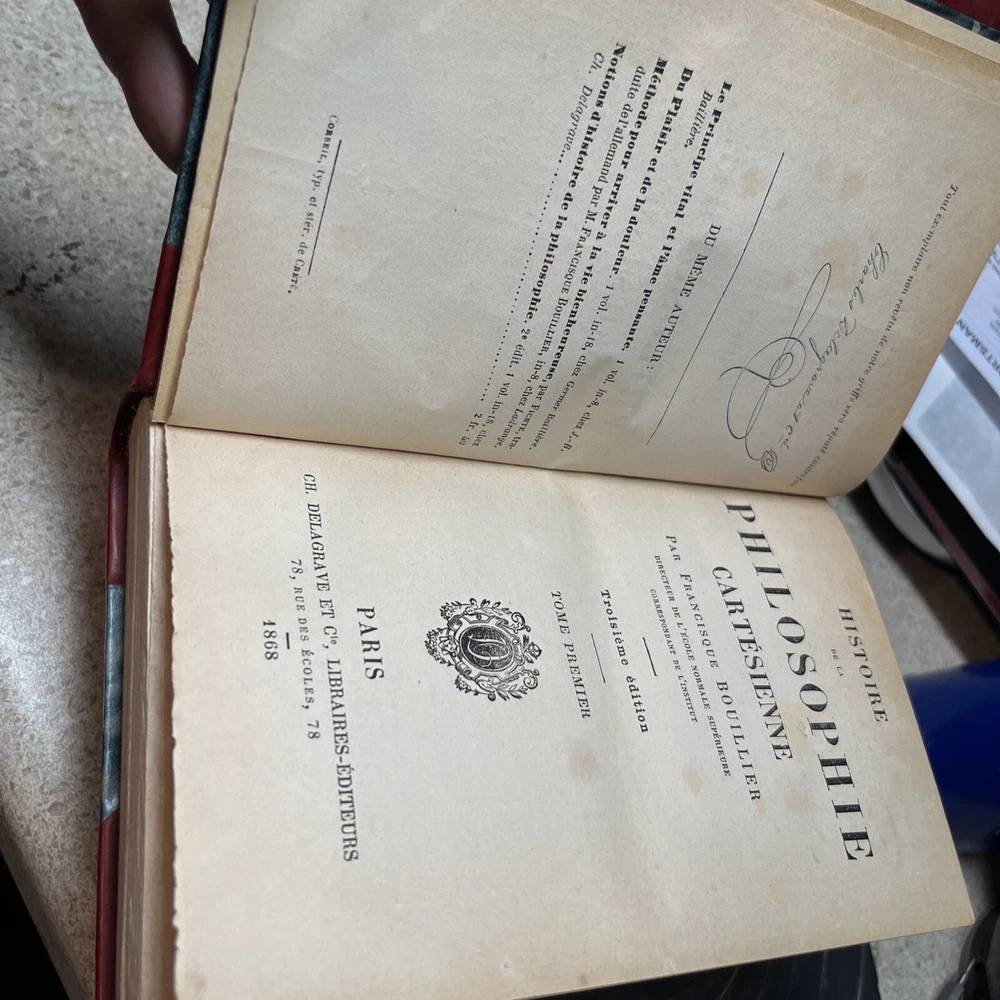 Tout exemplaire non revêtu de notre griffe sera réputé contrefait.
Charles Delagrave et cie
DU MÊME AUTEUR :
Le Principe vital et l'âme pensante, 1 vol. in-8, chez J.-B.
Baillière.
Du Plaisir et de la douleur. 1 vol. in-18, chez Germer Baillière.
Méthode pour arriver à la vie bienheureuse, par FICHTE, tra-
duite de l'allemand par M. FRANCISQUE BOUILLIER, in-8, chez Ladrange.
Notions d'histoire de la philosophie. 2e édit. 1 vol. in-18, chez
Ch. Delagrave........................ 2 fr. 50
CORBEIL, typ. et stér. de CRÉTÉ.
HISTOIRE
DE LA
PHILOSOPHIE
CARTÉSIENNE
PAR FRANCISQUE BOUILLIER
DIRECTEUR DE L'ÉCOLE NORMALE SUPÉRIEURE
CORRESPONDANT DE L'INSTITUT
Troisième édition
TOME PREMIER
PARIS
CH. DELAGRAVE ET Cie, LIBRAIRES-ÉDITEURS
78, RUE DES ÉCOLES, 78
1868